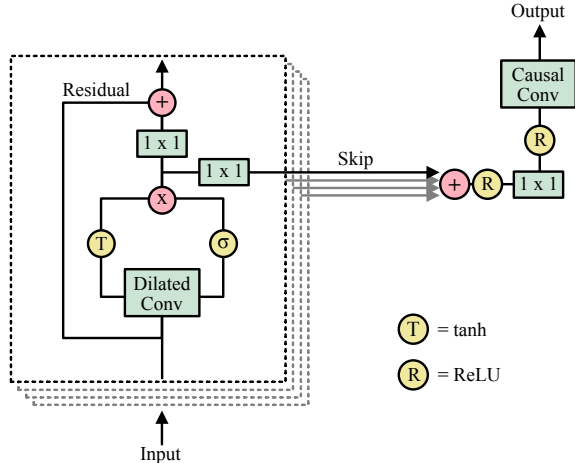 Output
Causal
Conv
Residual
+
R
1 x 1
1 x 1
Skip
+
R
1 x 1
x
T
σ
Dilated
Conv
T = tanh
R = ReLU
Input